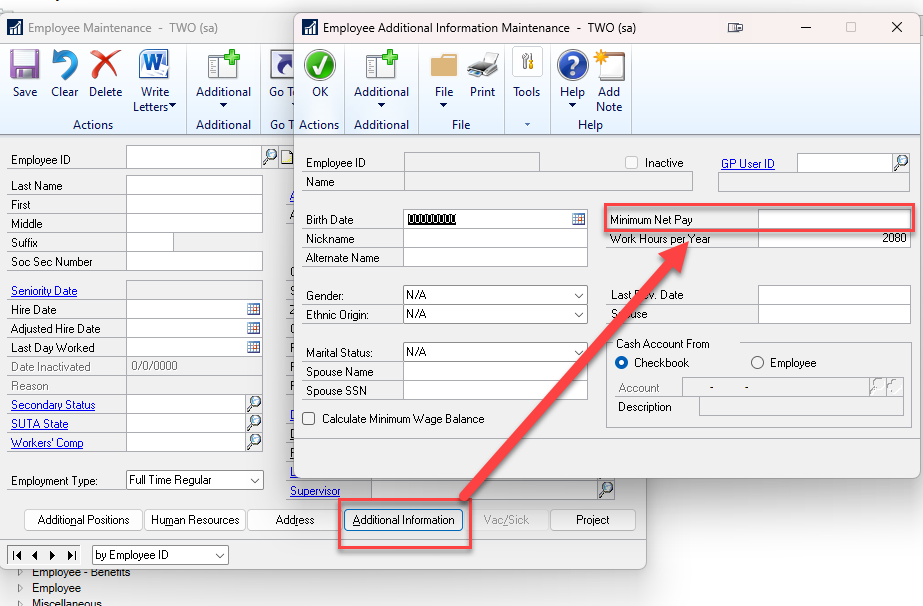 Employee Maintenance - TWO (sa)
Save
Clear
Delete
Write
Letters
Additional
Go T
Actions
Additional
Go T
Employee ID
Last Name
First
Middle
Suffix
Soc Sec Number
Seniority Date
Hire Date
Adjusted Hire Date
Last Day Worked
Date Inactivated 0/0/0000
Reason
Secondary Status
SUTA State
Workers' Comp
Employment Type: Full Time Regular
Supervisor
Additional Positions
Human Resources
Address
Additional Information
Vac/Sick
Project
by Employee ID
Employee - Benefits
Employee
Miscellaneous
Employee Additional Information Maintenance - TWO (sa)
OK
Additional
File
Print
Tools
Help
Add
Note
Actions
Additional
File
Help
Employee ID
Inactive
GP User ID
Name
Birth Date 00/00/0000
Minimum Net Pay
Nickname
Work Hours per Year 2080
Alternate Name
Gender: N/A
Last Rev. Date
Ethnic Origin: N/A
Spouse
Marital Status: N/A
Cash Account From
Checkbook
Employee
Spouse Name
Spouse SSN
Account - -
Description
Calculate Minimum Wage Balance